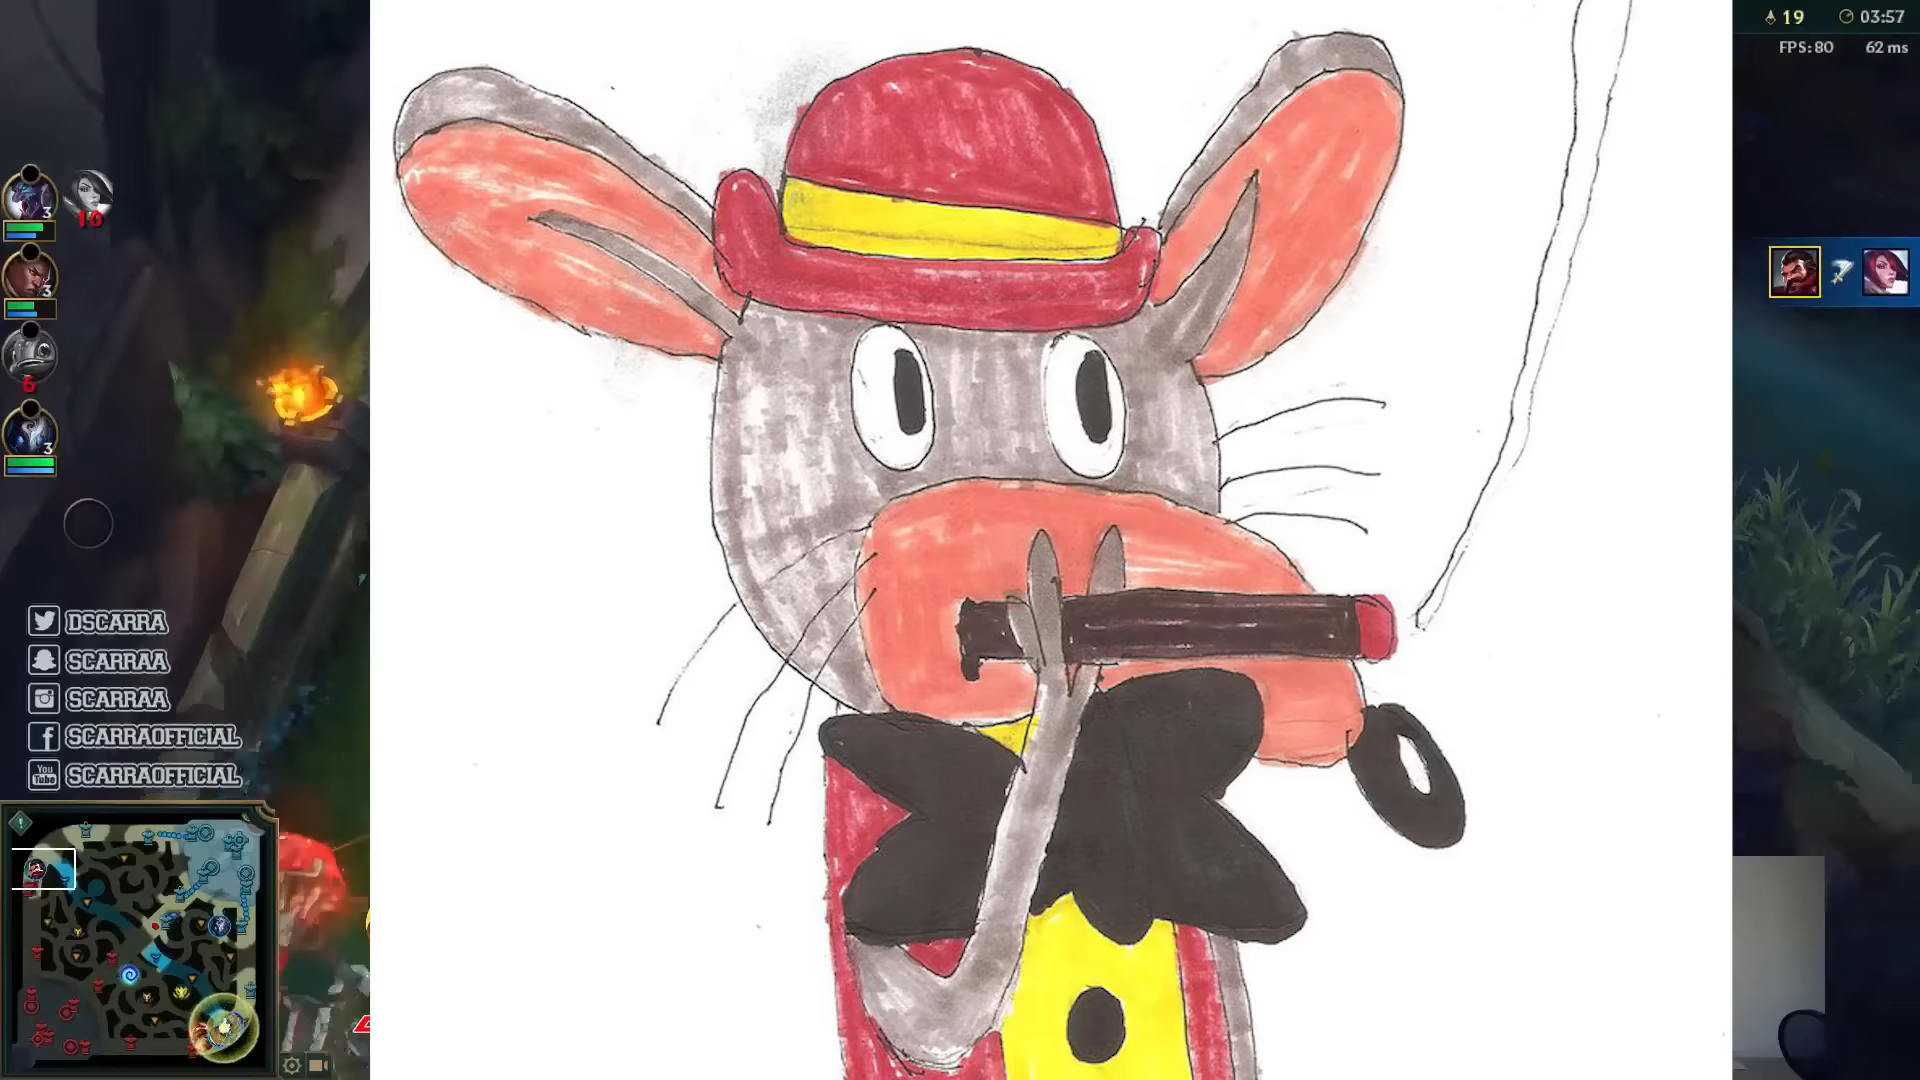 19 03:57
FPS: 80 62 ms
3
10
3
6
3
DSCARRA
SCARRAA
SCARRAA
SCARRAOFFICIAL
You Tube SCARRAOFFICIAL